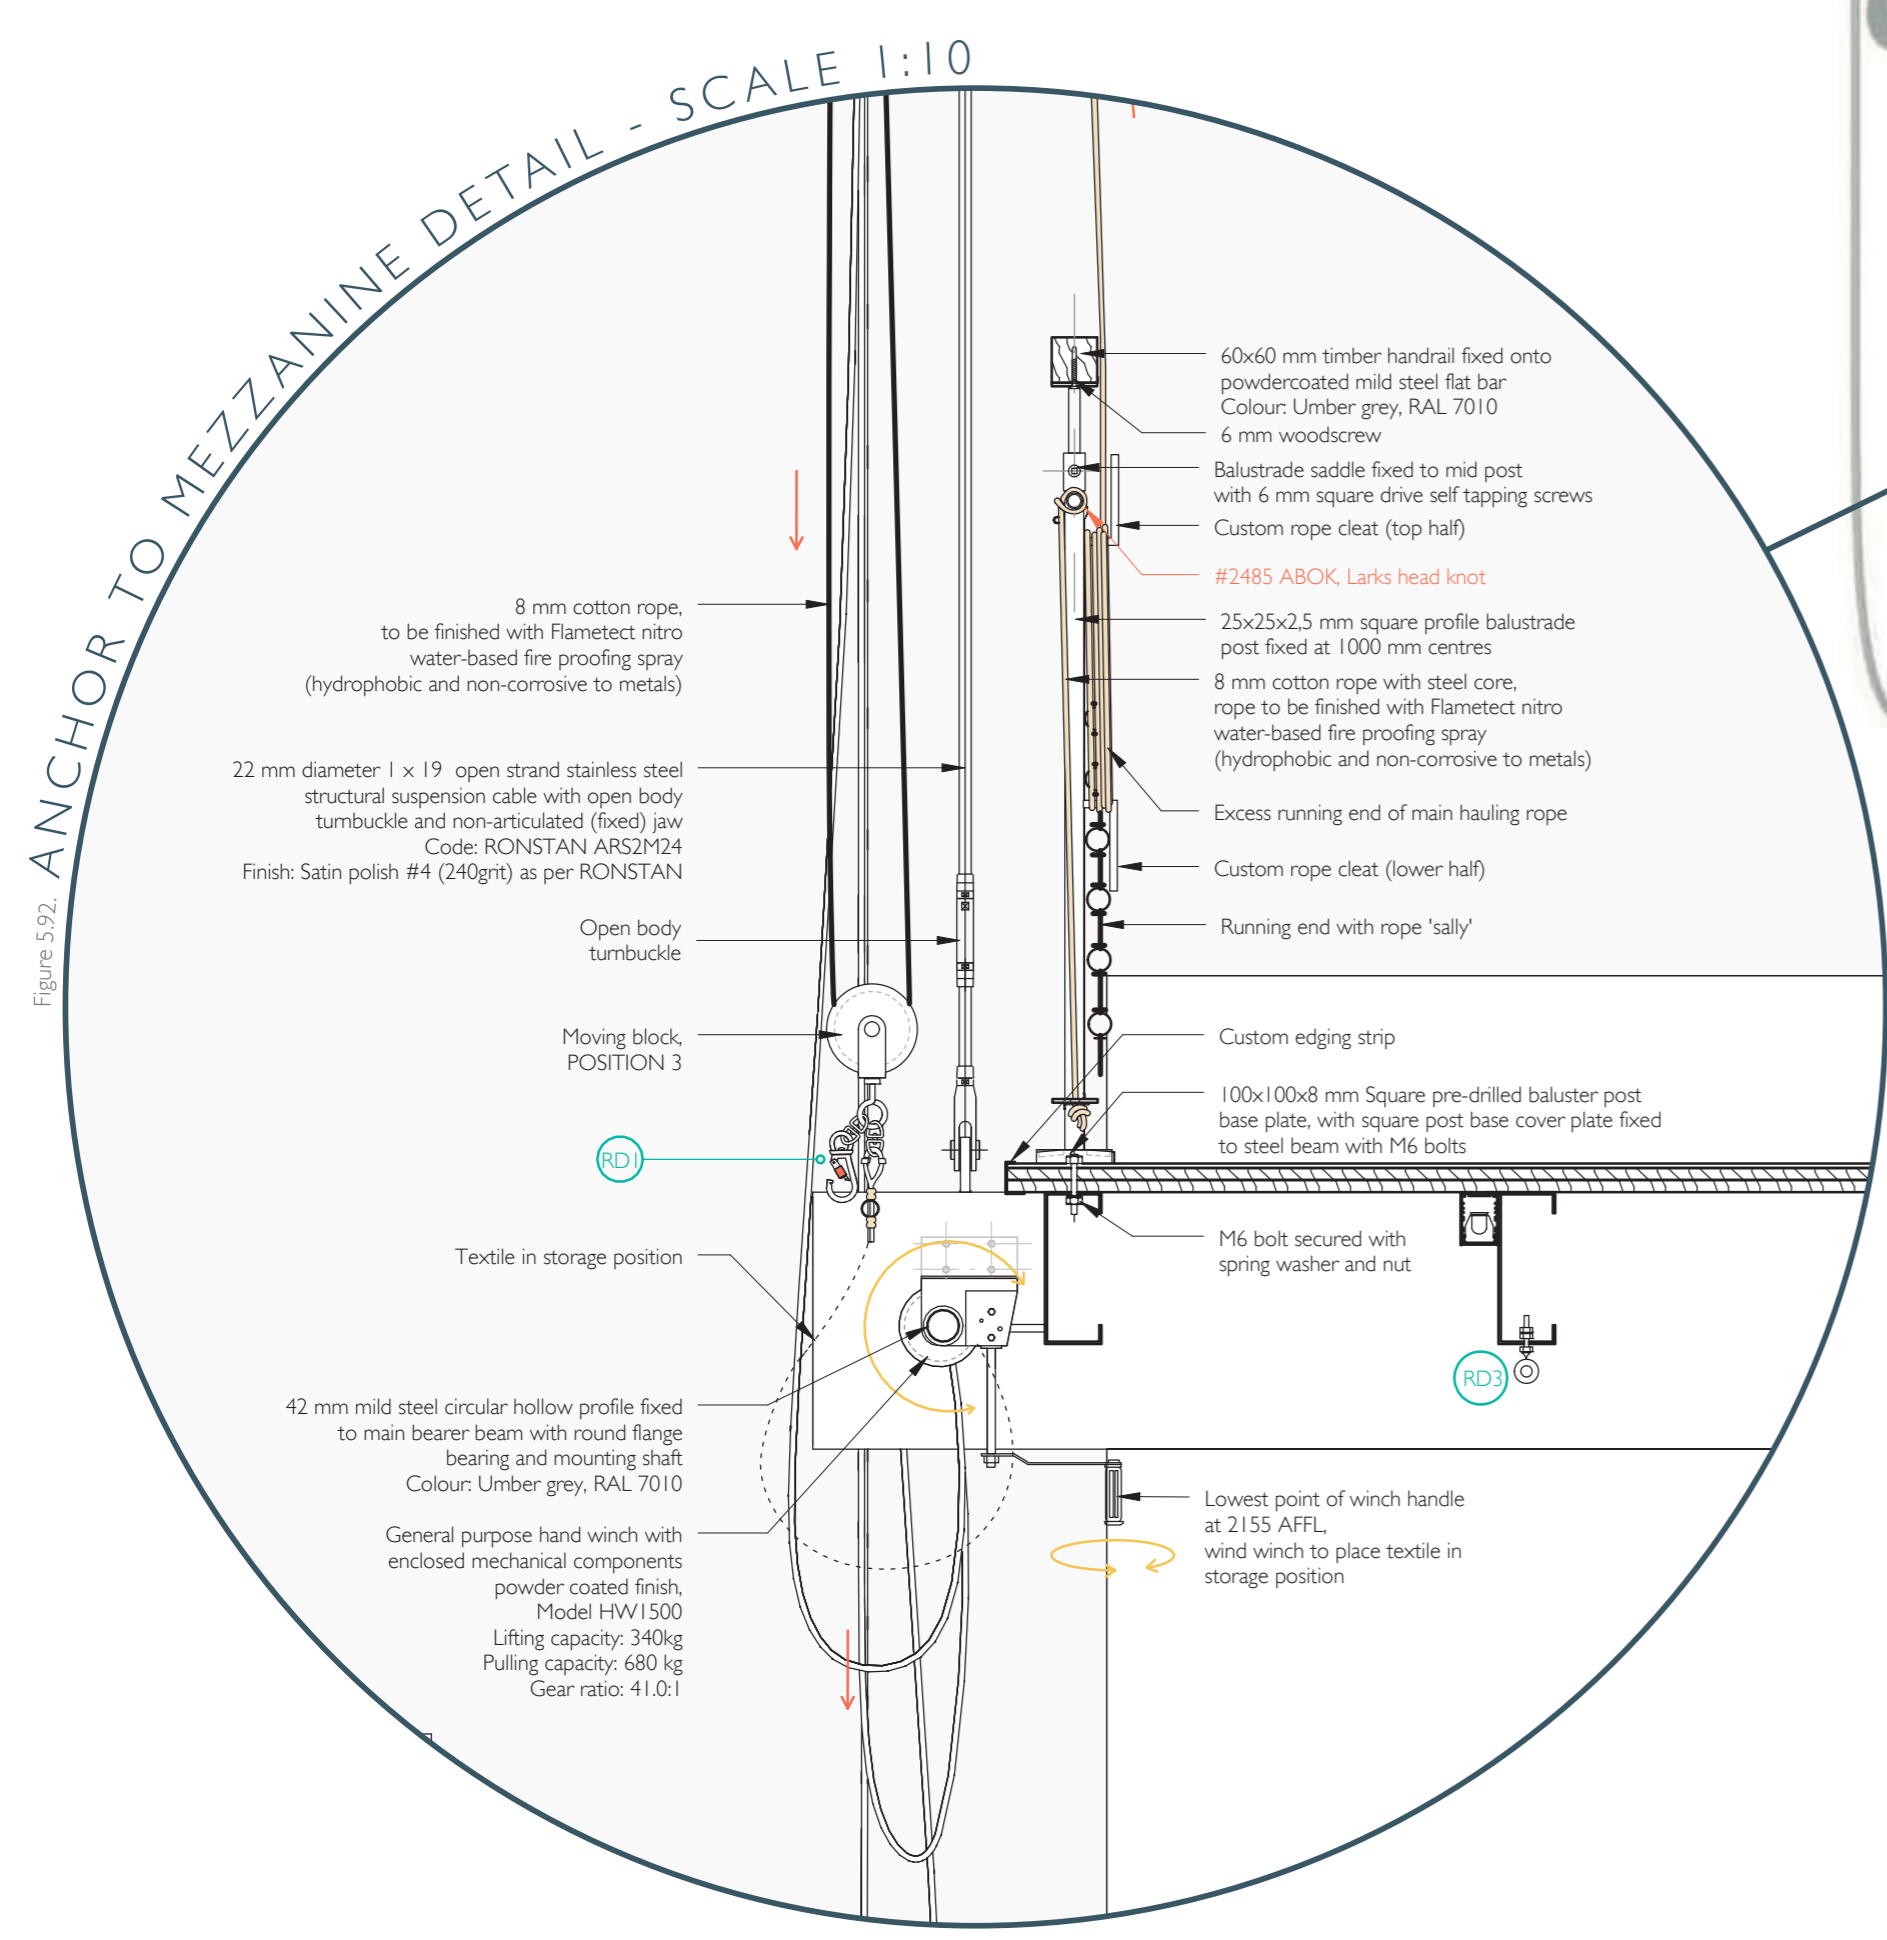 ANCHOR TO MEZZANINE DETAIL - SCALE 1:10
Figure 5.92.
8 mm cotton rope,
to be finished with Flametect nitro
water-based fire proofing spray
(hydrophobic and non-corrosive to metals)
22 mm diameter 1 x 19 open strand stainless steel
structural suspension cable with open body
turnbuckle and non-articulated (fixed) jaw
Code: RONSTAN ARS2M24
Finish: Satin polish #4 (240grit) as per RONSTAN
Open body
turnbuckle
Moving block,
POSITION 3
RD1
Textile in storage position
42 mm mild steel circular hollow profile fixed
to main bearer beam with round flange
bearing and mounting shaft
Colour: Umber grey, RAL 7010
General purpose hand winch with
enclosed mechanical components
powder coated finish,
Model HW1500
Lifting capacity: 340kg
Pulling capacity: 680 kg
Gear ratio: 41.0:1
60x60 mm timber handrail fixed onto
powdercoated mild steel flat bar
Colour: Umber grey, RAL 7010
6 mm woodscrew
Balustrade saddle fixed to mid post
with 6 mm square drive self tapping screws
Custom rope cleat (top half)
#2485 ABOK, Larks head knot
25x25x2,5 mm square profile balustrade
post fixed at 1000 mm centres
8 mm cotton rope with steel core,
rope to be finished with Flametect nitro
water-based fire proofing spray
(hydrophobic and non-corrosive to metals)
Excess running end of main hauling rope
Custom rope cleat (lower half)
Running end with rope 'sally'
Custom edging strip
100x100x8 mm Square pre-drilled baluster post
base plate, with square post base cover plate fixed
to steel beam with M6 bolts
M6 bolt secured with
spring washer and nut
RD3
Lowest point of winch handle
at 2155 AFFL,
wind winch to place textile in
storage position